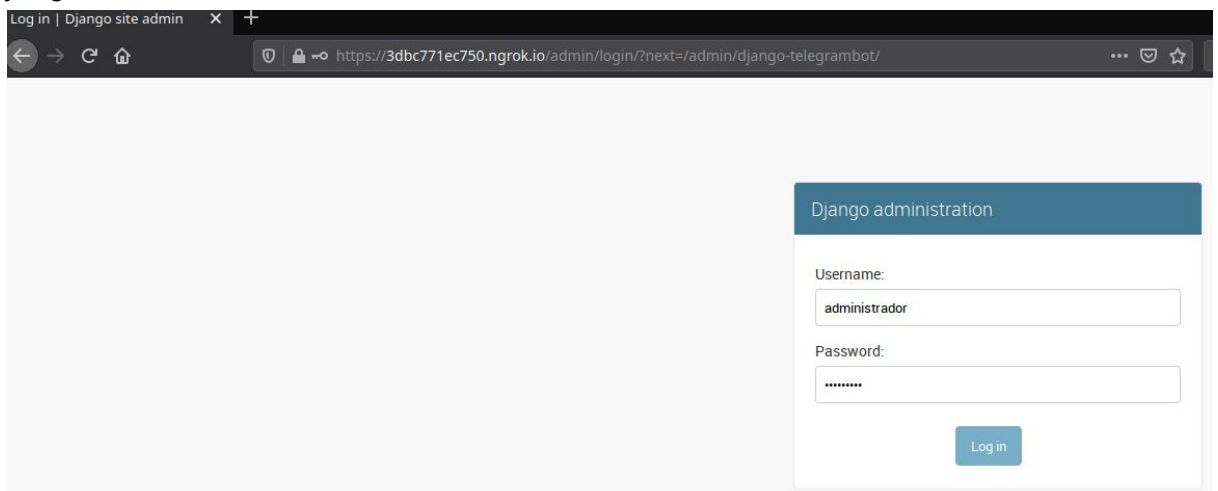 Log in | Django site admin
https://3dbc771ec750.ngrok.io/admin/login/?next=/admin/django-telegrambot/
Django administration
Username:
administrador
Password:
•••••••••
Log in